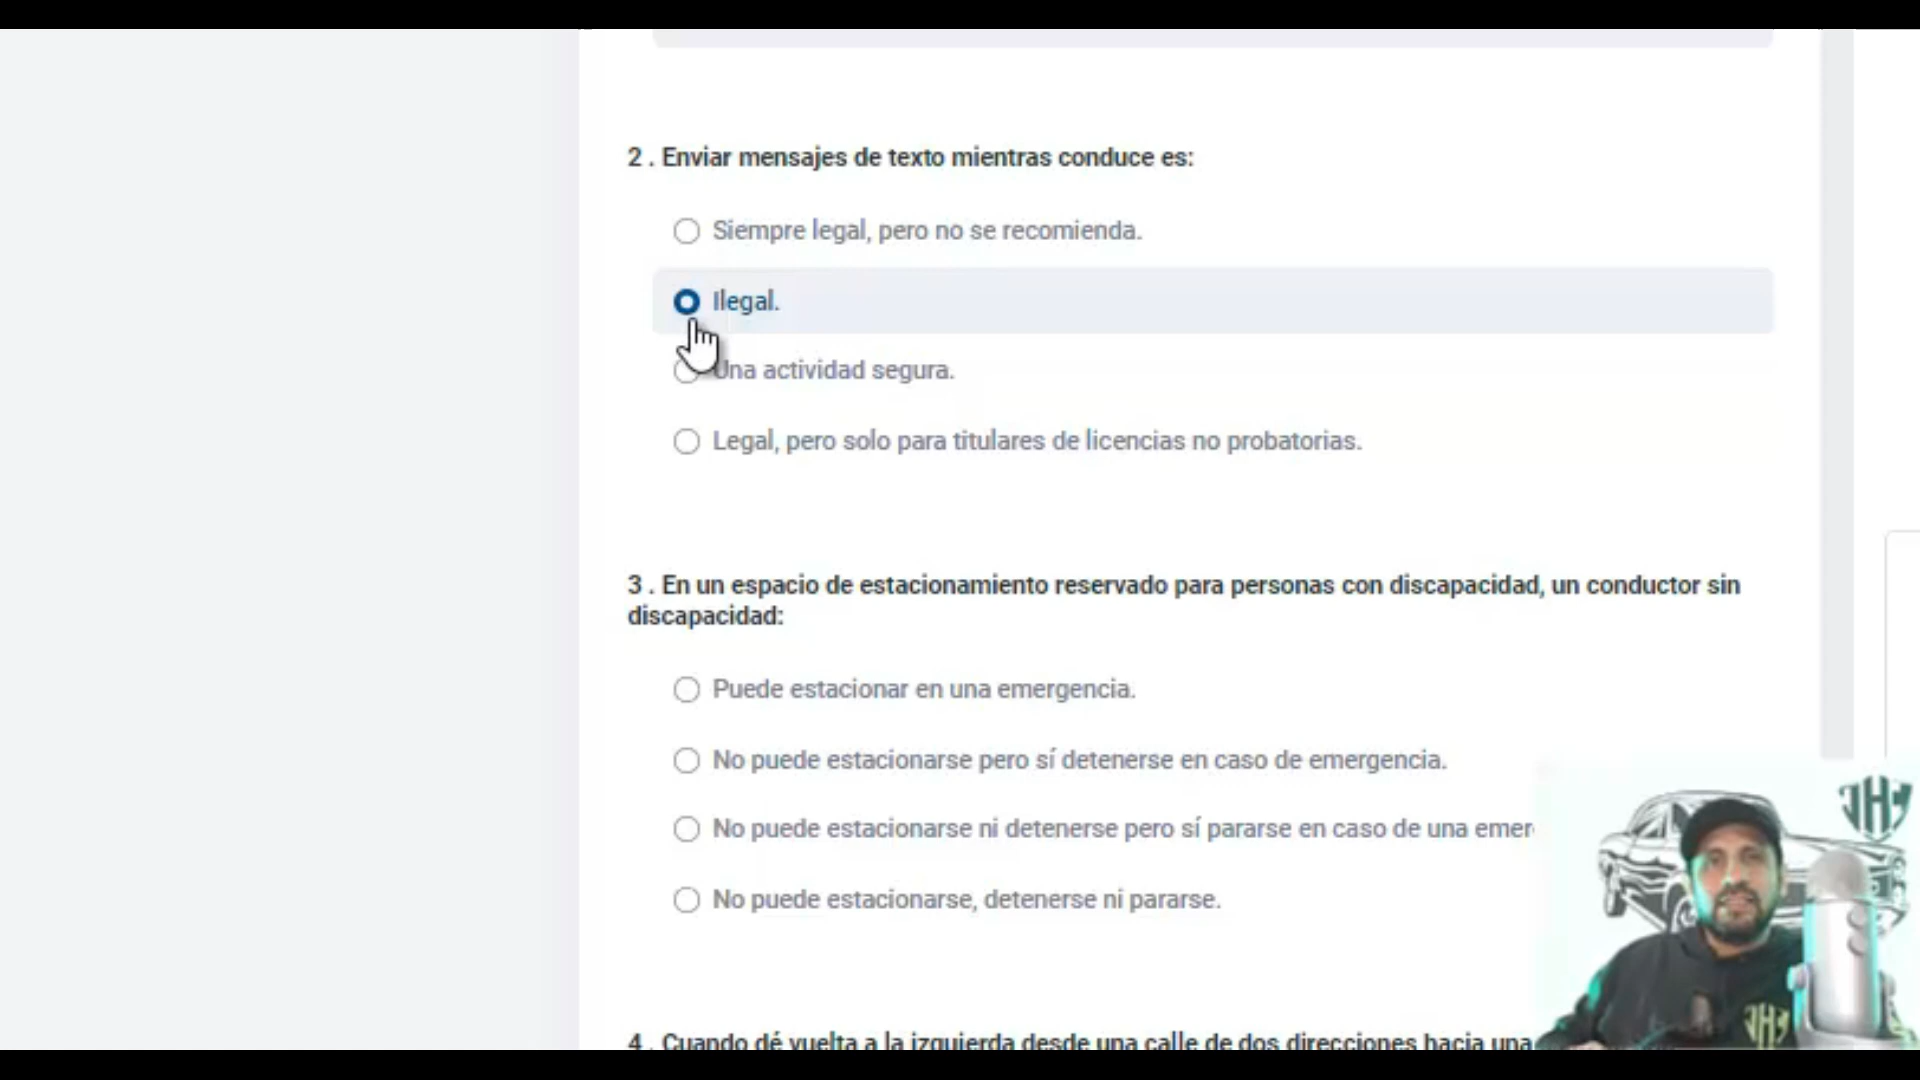 2 . Enviar mensajes de texto mientras conduce es:
Siempre legal, pero no se recomienda.
Ilegal.
Una actividad segura.
Legal, pero solo para titulares de licencias no probatorias.
3 . En un espacio de estacionamiento reservado para personas con discapacidad, un conductor sin
discapacidad:
Puede estacionar en una emergencia.
No puede estacionarse pero sí detenerse en caso de emergencia.
No puede estacionarse ni detenerse pero sí pararse en caso de una emer
No puede estacionarse, detenerse ni pararse.
4 . Cuando dé vuelta a la izquierda desde una calle de dos direcciones hacia una